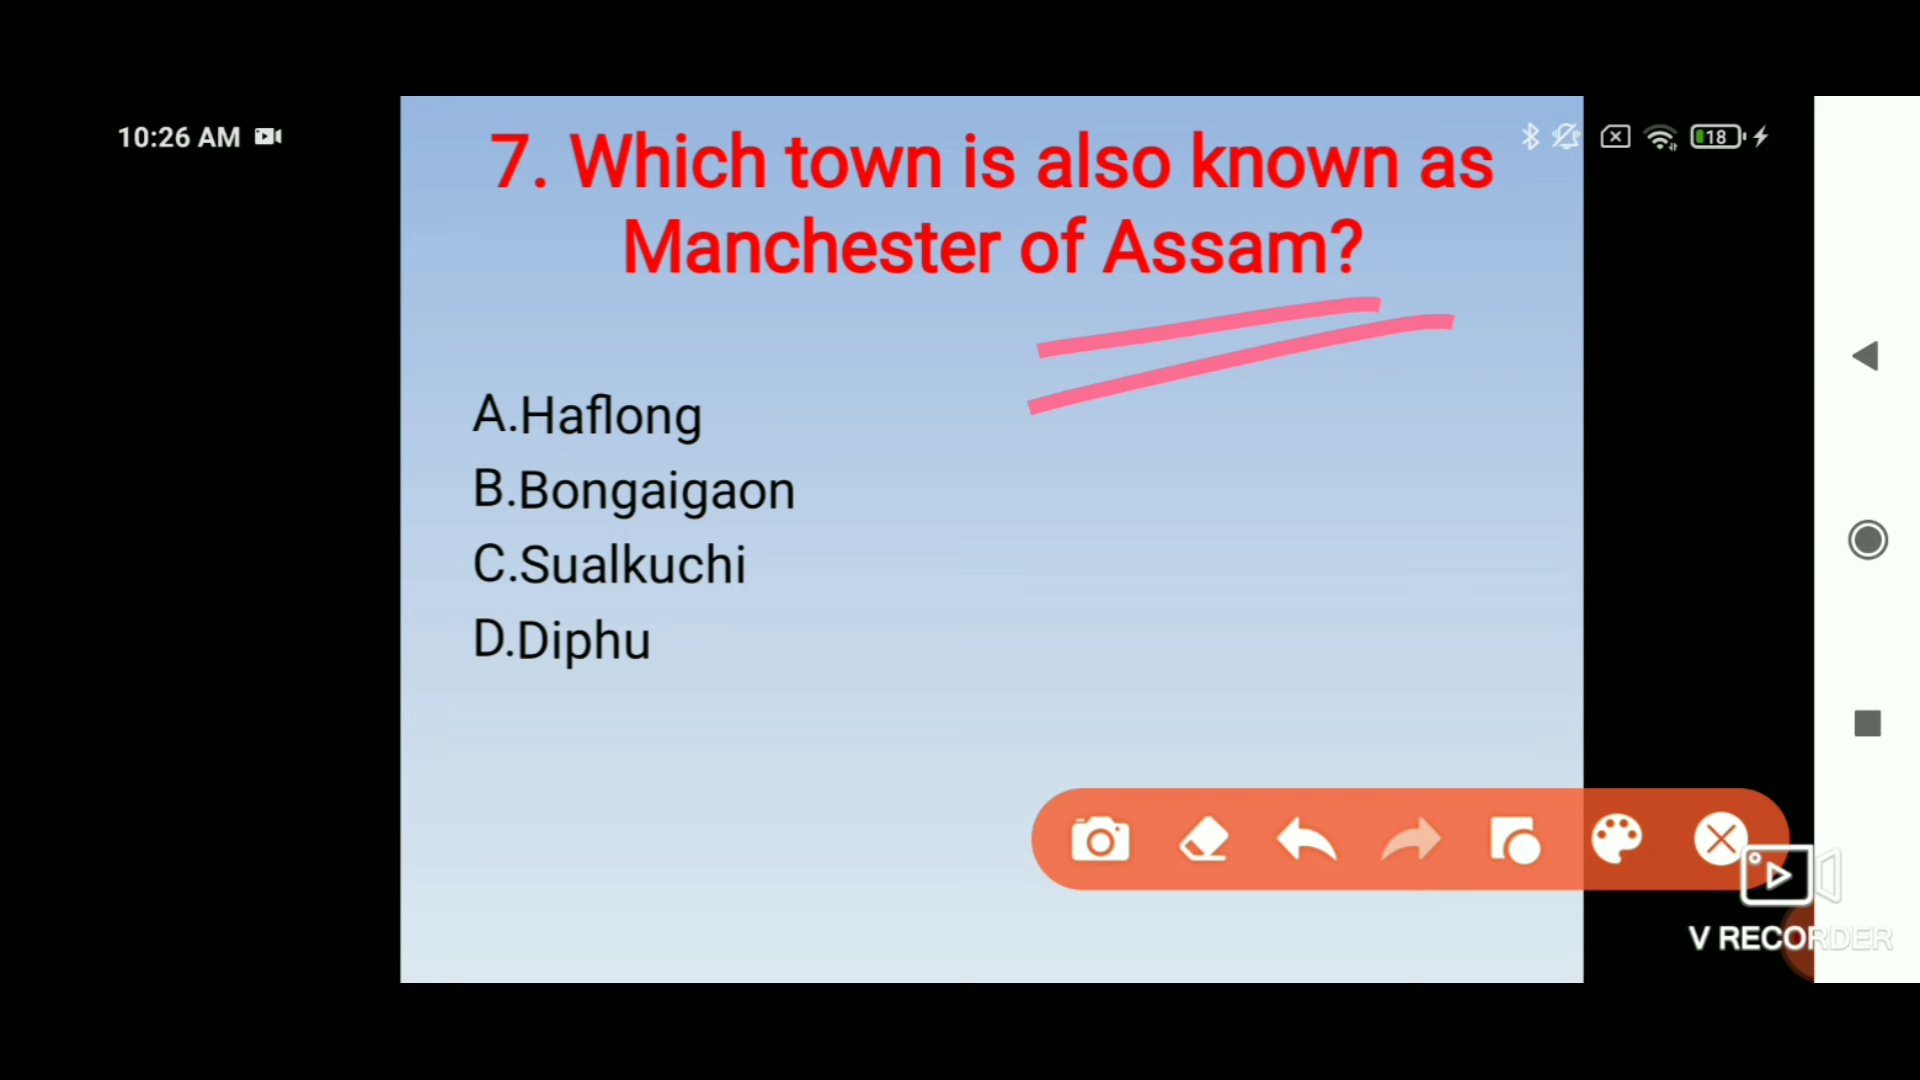 10:26 AM
18
7. Which town is also known as
Manchester of Assam?
A.Haflong
B.Bongaigaon
C.Sualkuchi
D.Diphu
V RECORDER